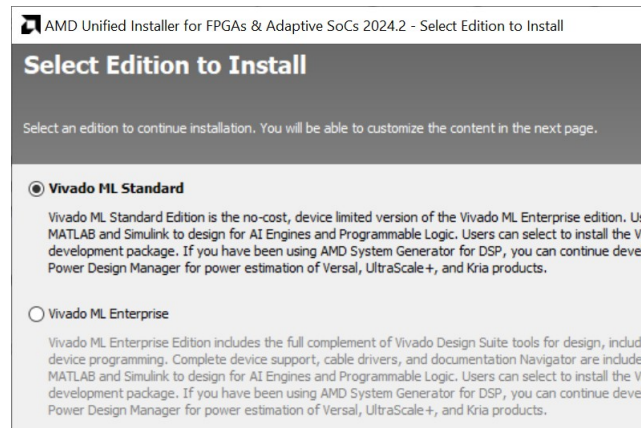 AMD Unified Installer for FPGAs & Adaptive SoCs 2024.2 - Select Edition to Install
Select Edition to Install
Select an edition to continue installation. You will be able to customize the content in the next page.
Vivado ML Standard
Vivado ML Standard Edition is the no-cost, device limited version of the Vivado ML Enterprise edition.
MATLAB and Simulink to design for AI Engines and Programmable Logic. Users can select to install the
development package. If you have been using AMD System Generator for DSP, you can continue
Power Design Manager for power estimation of Versal, UltraScale+, and Kria products.
Vivado ML Enterprise
Vivado ML Enterprise Edition includes the full complement of Vivado Design Suite tools for design,
device programming. Complete device support, cable drivers, and documentation Navigator are
MATLAB and Simulink to design for AI Engines and Programmable Logic. Users can select to install the
development package. If you have been using AMD System Generator for DSP, you can continue
Power Design Manager for power estimation of Versal, UltraScale+, and Kria products.